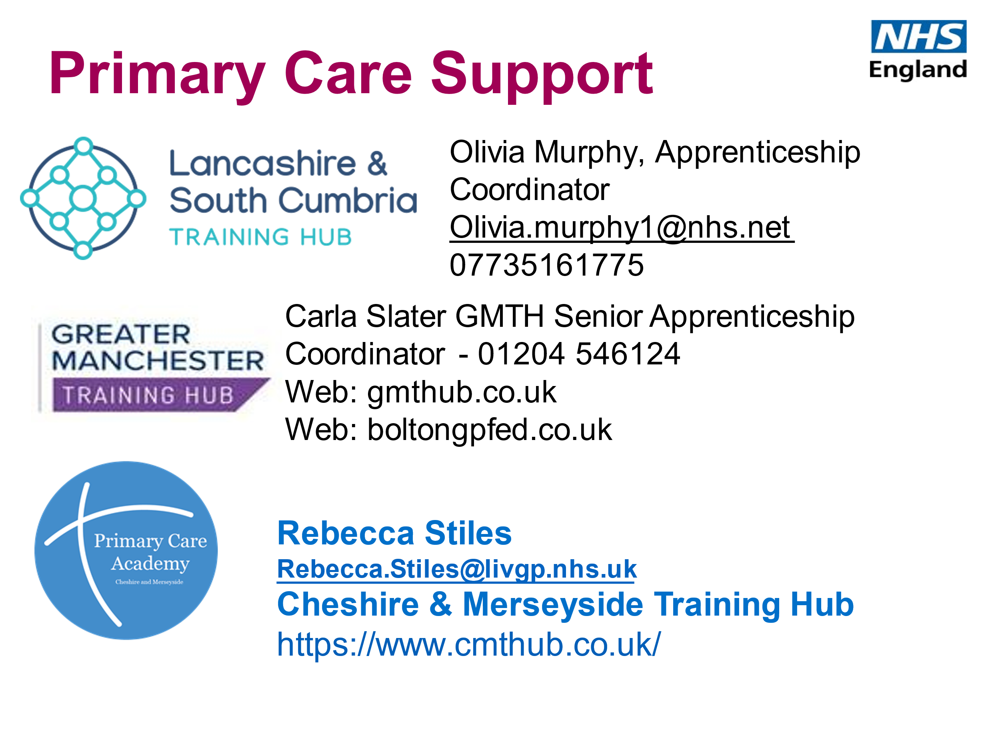 NHS
England
Primary Care Support
Lancashire &
South Cumbria
TRAINING HUB
Olivia Murphy, Apprenticeship
Coordinator
Olivia.murphy1@nhs.net
07735161775
GREATER
MANCHESTER
TRAINING HUB
Carla Slater GMTH Senior Apprenticeship
Coordinator - 01204 546124
Web: gmthub.co.uk
Web: boltongpfed.co.uk
Primary Care
Academy
Cheshire and Merseyside
Rebecca Stiles
Rebecca.Stiles@livgp.nhs.uk
Cheshire & Merseyside Training Hub
https://www.cmthub.co.uk/